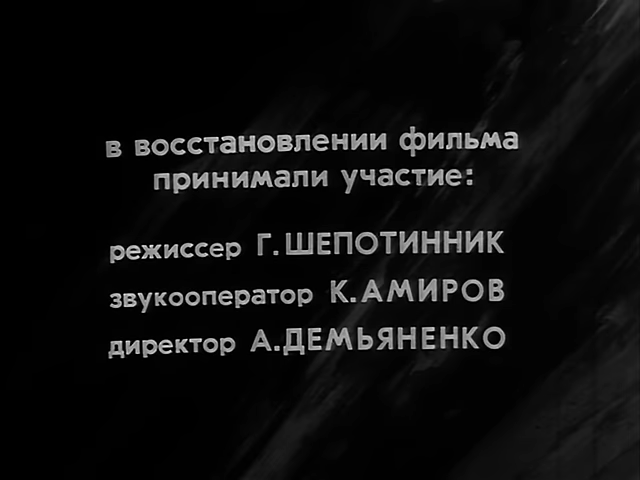 в восстановлении фильма
принимали участие:
режиссер Г. ШЕПОТИННИК
звукооператор К. АМИРОВ
директор А. ДЕМЬЯНЕНКО